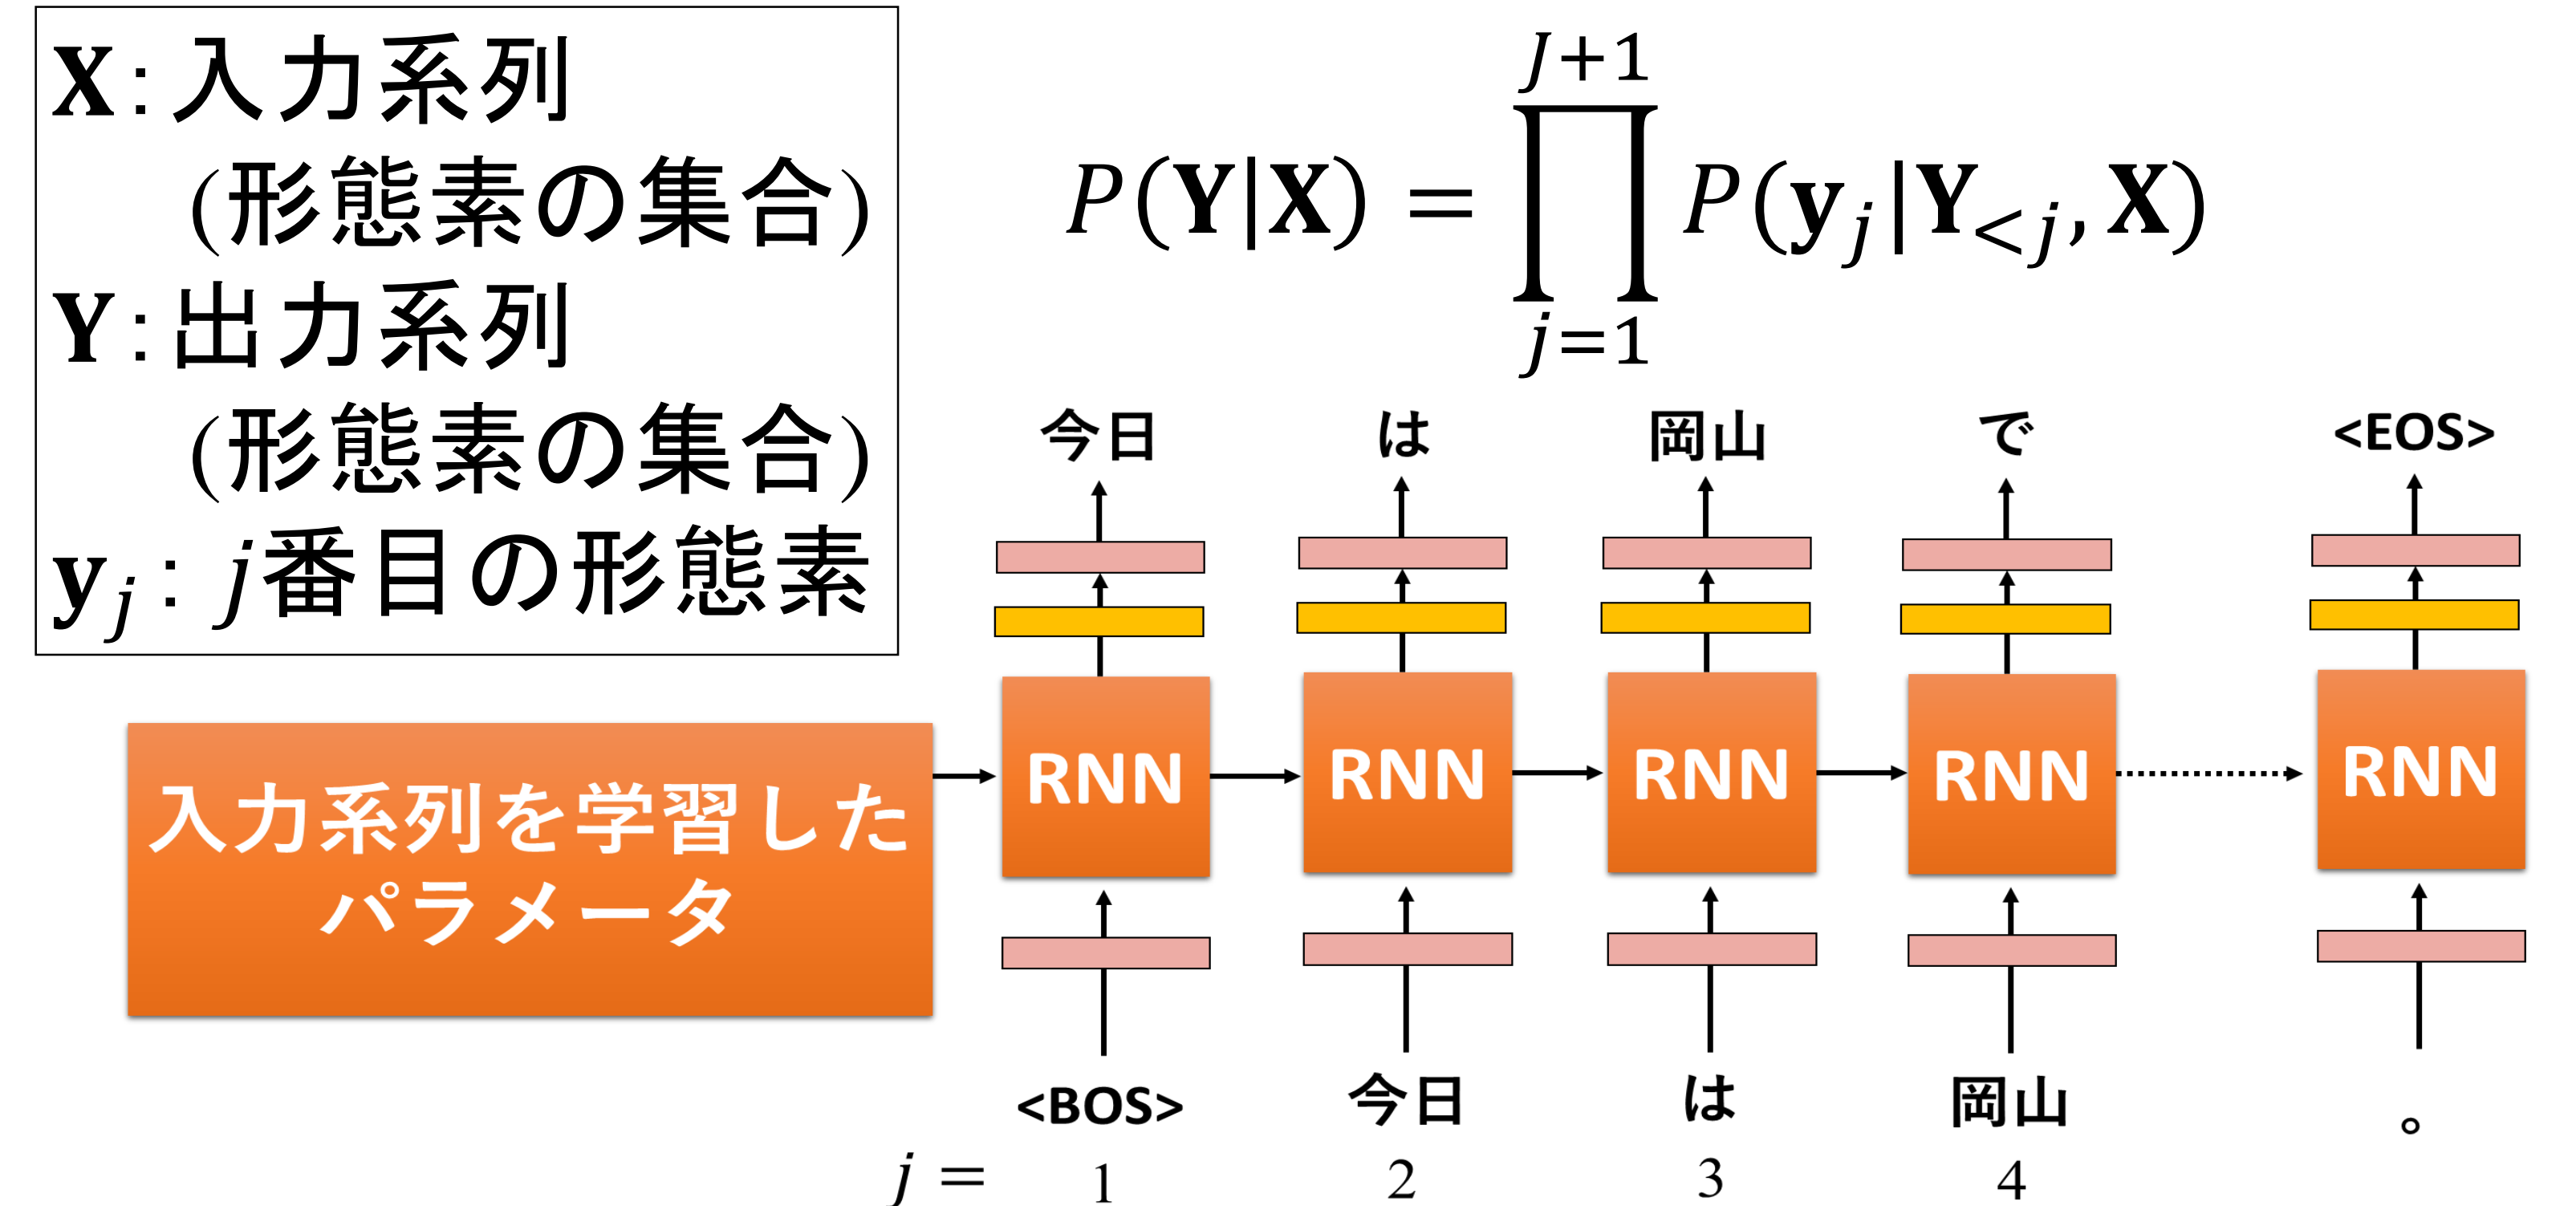 X : 入力系列
(形態素の集合)
Y : 出力系列
(形態素の集合)
yj : j番目の形態素
J+1
P(Y|X) = ∏ P(yj|Y<j, X)
j=1
今日 は 岡山 で <EOS>
入力系列を学習した
パラメータ
RNN RNN RNN RNN RNN
<BOS> 今日 は 岡山 。
j = 1 2 3 4